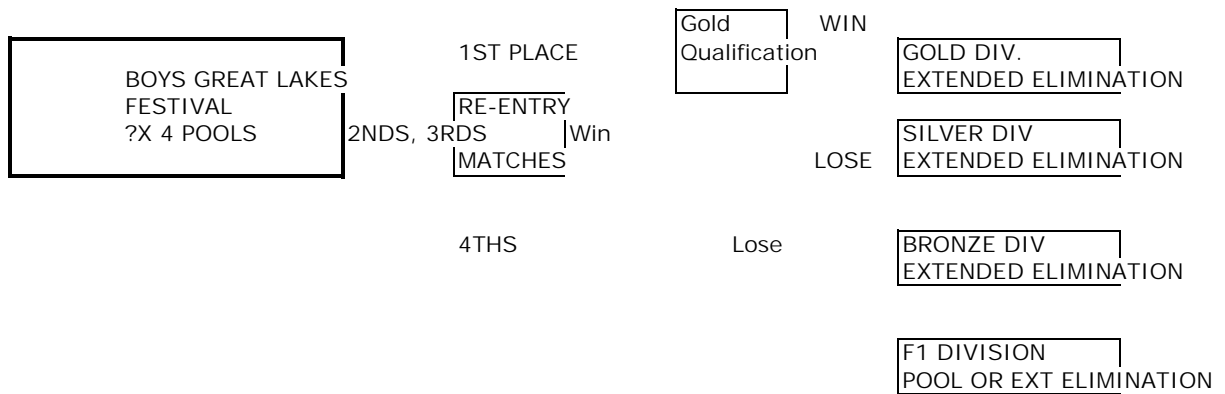 Gold WIN
1ST PLACE Qualification GOLD DIV.
BOYS GREAT LAKES EXTENDED ELIMINATION
FESTIVAL RE-ENTRY
?X 4 POOLS 2NDS, 3RDS Win SILVER DIV
MATCHES LOSE EXTENDED ELIMINATION
4THS Lose BRONZE DIV
EXTENDED ELIMINATION
F1 DIVISION
POOL OR EXT ELIMINATION